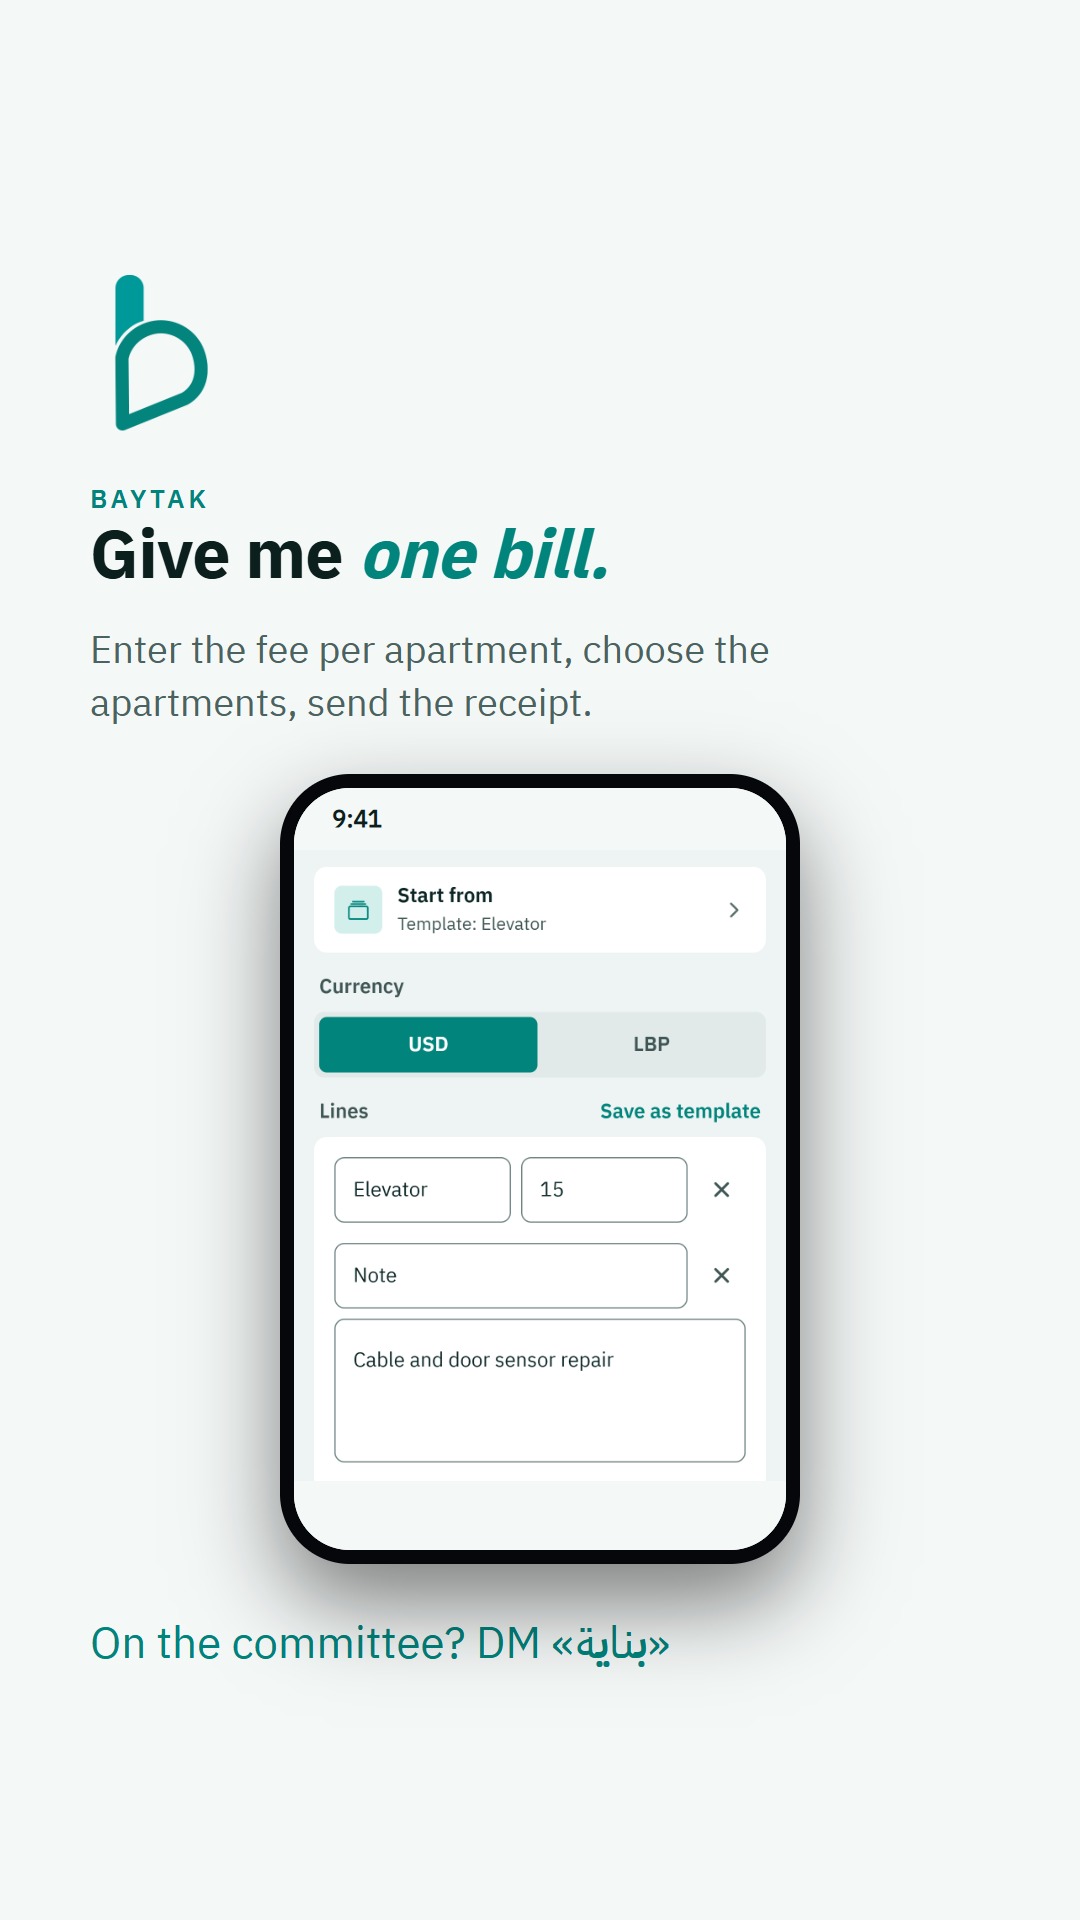 BAYTAK
Give me one bill.
Enter the fee per apartment, choose the
apartments, send the receipt.
9:41
Start from
Template: Elevator
Currency
USD LBP
Lines Save as template
Elevator 15
Note
Cable and door sensor repair
On the committee? DM «بناية»